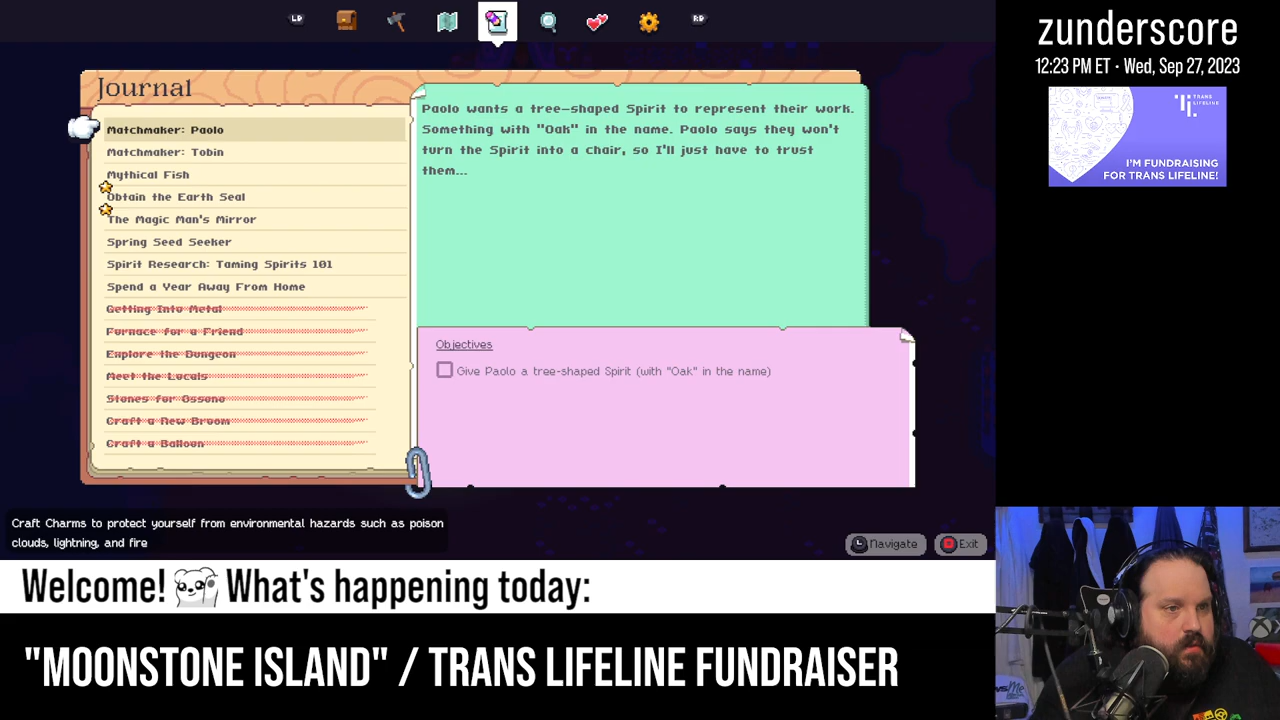 LB
RB
zunderscore
12:23 PM ET · Wed, Sep 27, 2023
TRANS
LIFELINE
I'M FUNDRAISING
FOR TRANS LIFELINE!
Journal
Matchmaker: Paolo
Matchmaker: Tobin
Mythical Fish
Obtain the Earth Seal
The Magic Man's Mirror
Spring Seed Seeker
Spirit Research: Taming Spirits 101
Spend a Year Away From Home
Getting Into Metal
Furnace for a Friend
Explore the Dungeon
Meet the Locals
Stones for Ossono
Craft a New Broom
Craft a Balloon
Paolo wants a tree-shaped Spirit to represent their work.
Something with "Oak" in the name. Paolo says they won't
turn the Spirit into a chair, so I'll just have to trust
them...
Objectives
Give Paolo a tree-shaped Spirit (with "Oak" in the name)
Craft Charms to protect yourself from environmental hazards such as poison
clouds, lightning, and fire
L Navigate
Exit
Welcome! What's happening today:
"MOONSTONE ISLAND" / TRANS LIFELINE FUNDRAISER